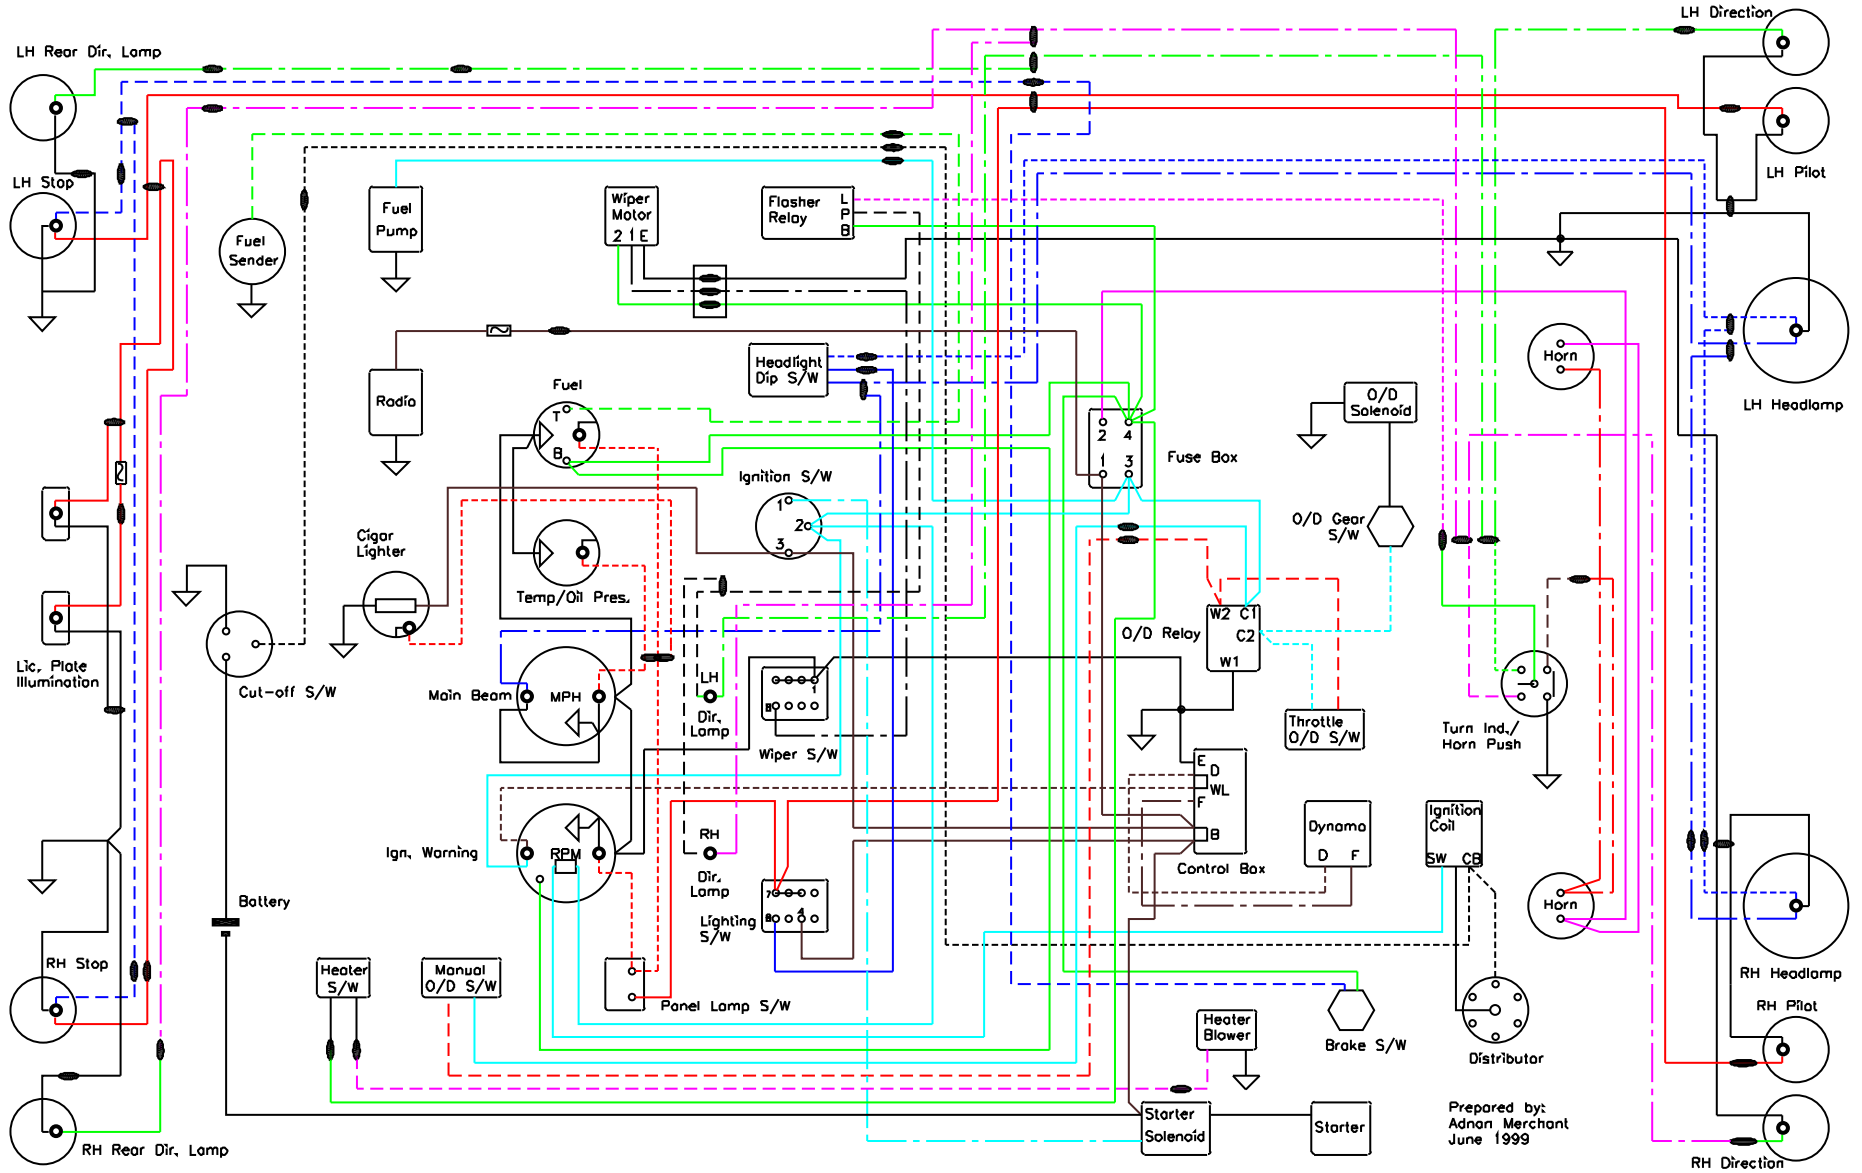 LH Direction
LH Rear Dir. Lamp
LH Stop
LH Pilot
Fuel
Pump
Wiper
Motor
2 1 E
Flasher
Relay
L
P
B
Fuel
Sender
Headlight
Dip S/W
Horn
Radio
Fuel
T
B
O/D
Solenoid
LH Headlamp
2 4
1 3
Fuse Box
Ignition S/W
1
2
3
O/D Gear
S/W
Cigar
Lighter
Temp/Oil Pres.
W2 C1
C2
W1
O/D Relay
Lic. Plate
Illumination
Cut-off S/W
Main Beam
MPH
LH
Dir.
Lamp
1
8
Wiper S/W
Throttle
O/D S/W
Turn Ind./
Horn Push
E
D
WL
F
B
Control Box
Ign. Warning
RPM
RH
Dir.
Lamp
Dynamo
D F
Ignition
Coil
SW CB
7
4
8
Lighting
S/W
Battery
Horn
RH Stop
Heater
S/W
Manual
O/D S/W
Panel Lamp S/W
RH Headlamp
RH Pilot
Heater
Blower
Brake S/W
Distributor
Starter
Solenoid
Starter
Prepared by:
Adnan Merchant
June 1999
RH Rear Dir. Lamp
RH Direction